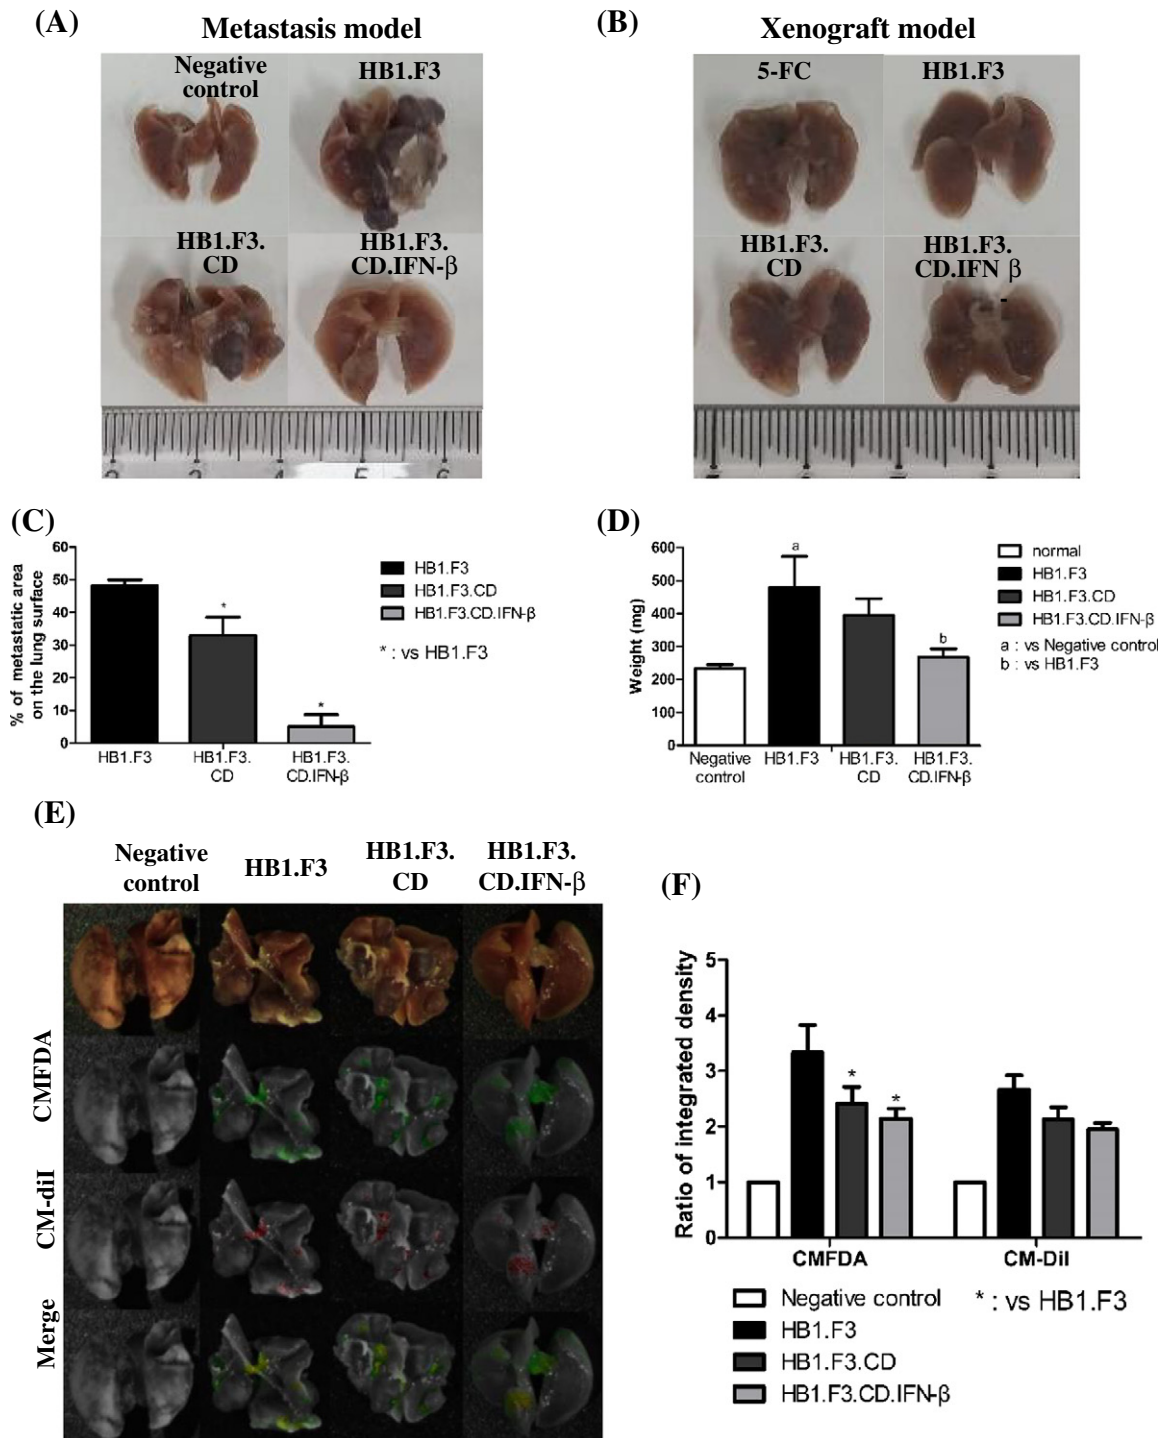 (A)
Metastasis model
Negative
control
HB1.F3
HB1.F3.
CD
HB1.F3.
CD.IFN-β
3
4
5
6
(B)
Xenograft model
5-FC
HB1.F3
HB1.F3.
CD
HB1.F3.
CD.IFN β
-
(C)
% of metastatic area
on the lung surface
60
50
40
30
20
10
0
*
*
HB1.F3
HB1.F3.
CD
HB1.F3.
CD.IFN-β
HB1.F3
HB1.F3.CD
HB1.F3.CD.IFN-β
* : vs HB1.F3
(D)
Weight (mg)
600
500
400
300
200
100
0
a
b
Negative
control
HB1.F3
HB1.F3.
CD
HB1.F3.
CD.IFN-β
normal
HB1.F3
HB1.F3.CD
HB1.F3.CD.IFN-β
a : vs Negative control
b : vs HB1.F3
(E)
Negative
control
HB1.F3
HB1.F3.
CD
HB1.F3.
CD.IFN-β
CMFDA
CM-diI
Merge
(F)
Ratio of integrated density
5
4
3
2
1
0
*
*
CMFDA
CM-DiI
Negative control
HB1.F3
HB1.F3.CD
HB1.F3.CD.IFN-β
* : vs HB1.F3